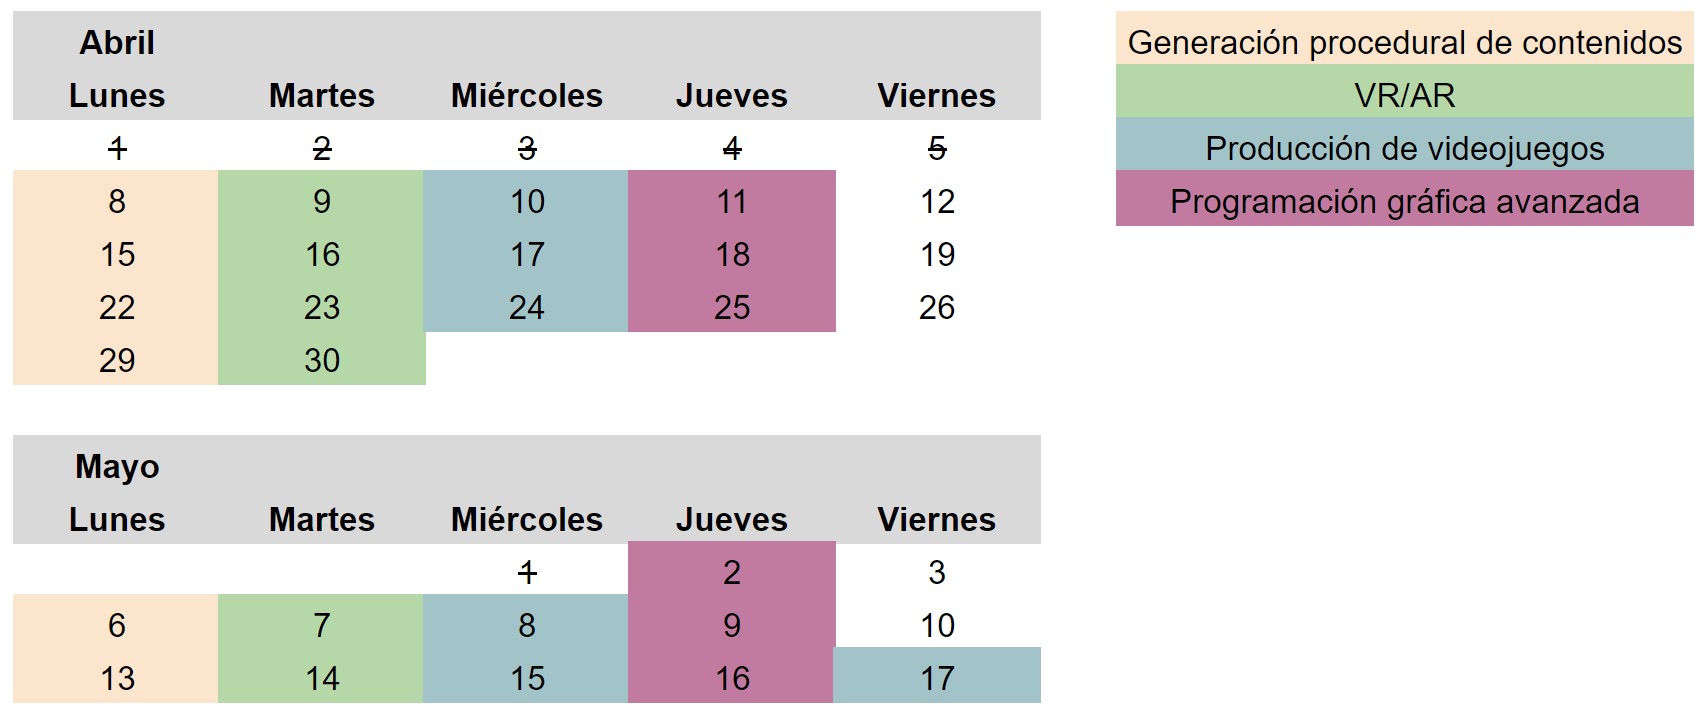 Abril
Lunes Martes Miércoles Jueves Viernes
1 2 3 4 5
8 9 10 11 12
15 16 17 18 19
22 23 24 25 26
29 30
Mayo
Lunes Martes Miércoles Jueves Viernes
1 2 3
6 7 8 9 10
13 14 15 16 17
Generación procedural de contenidos
VR/AR
Producción de videojuegos
Programación gráfica avanzada